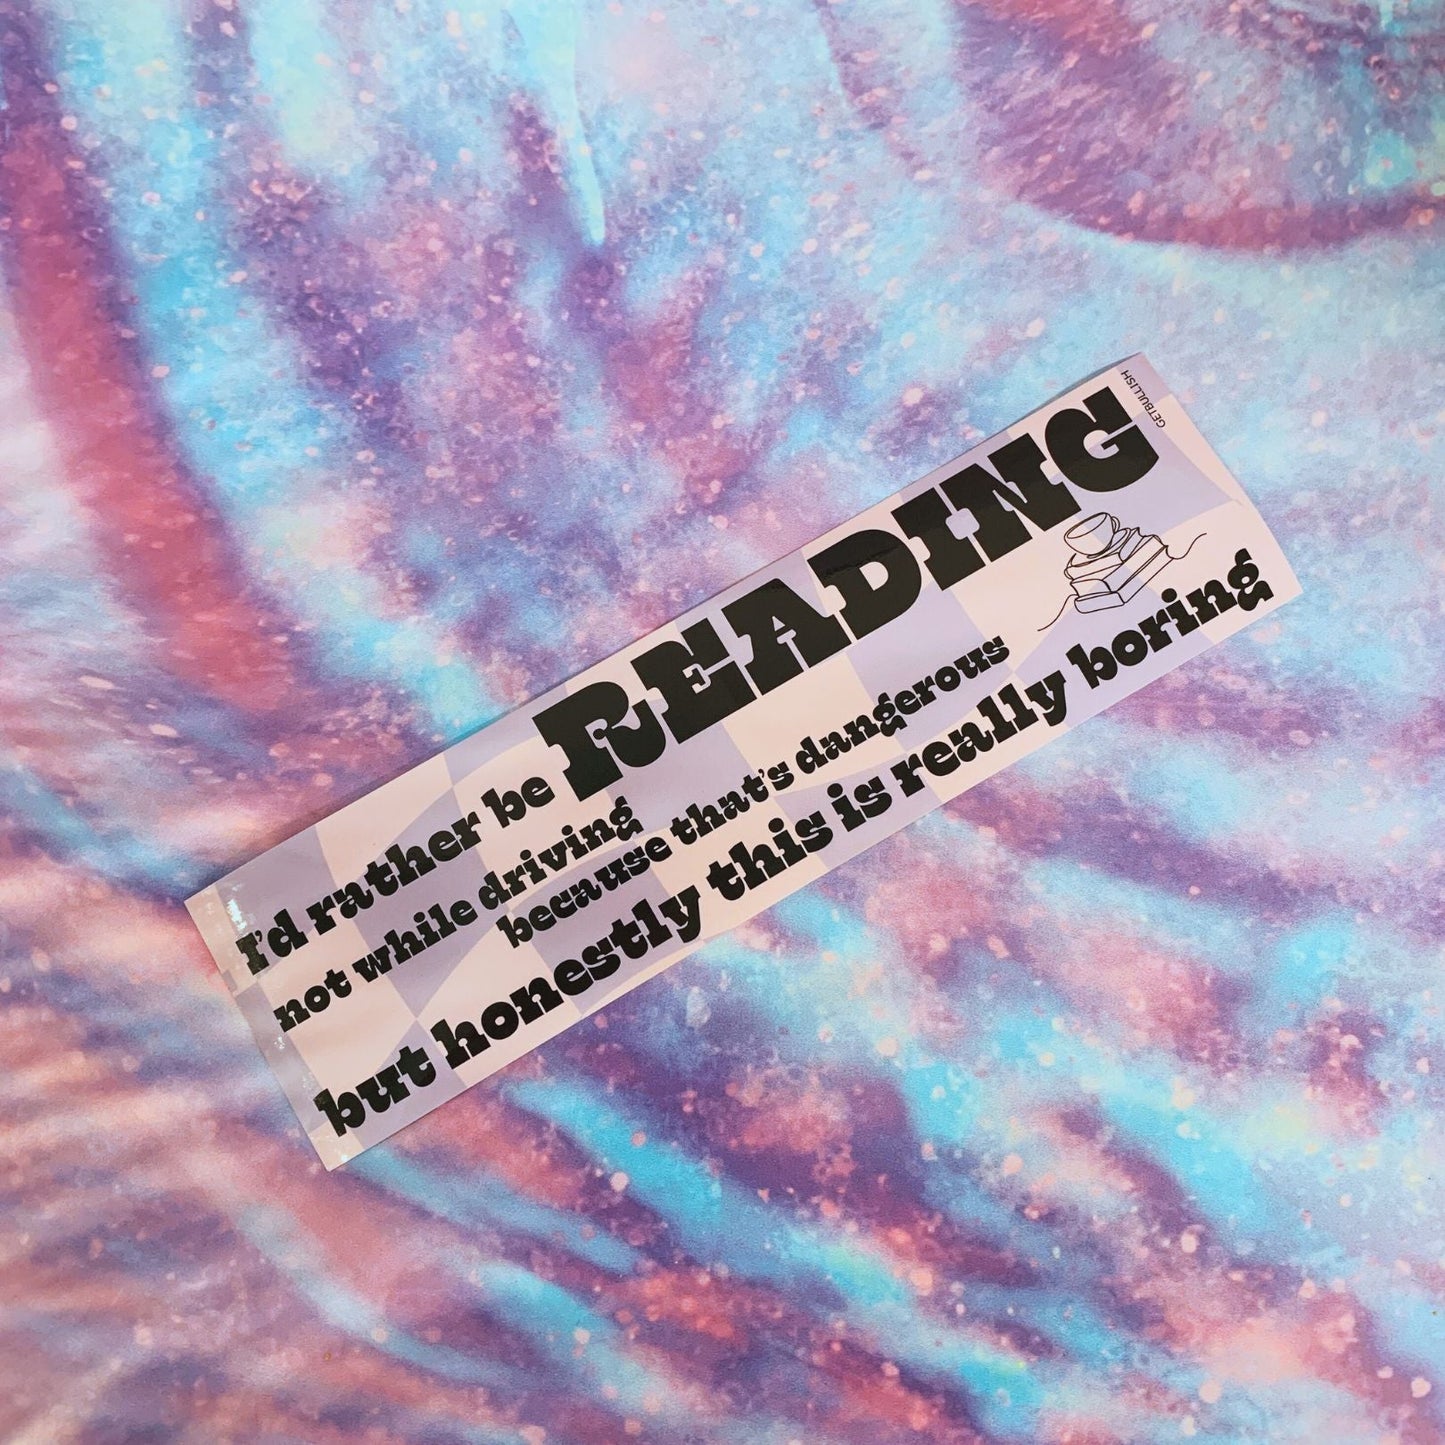 I'd rather be READING
not while driving
because that's dangerous
but honestly this is really boring
GETBULLISH